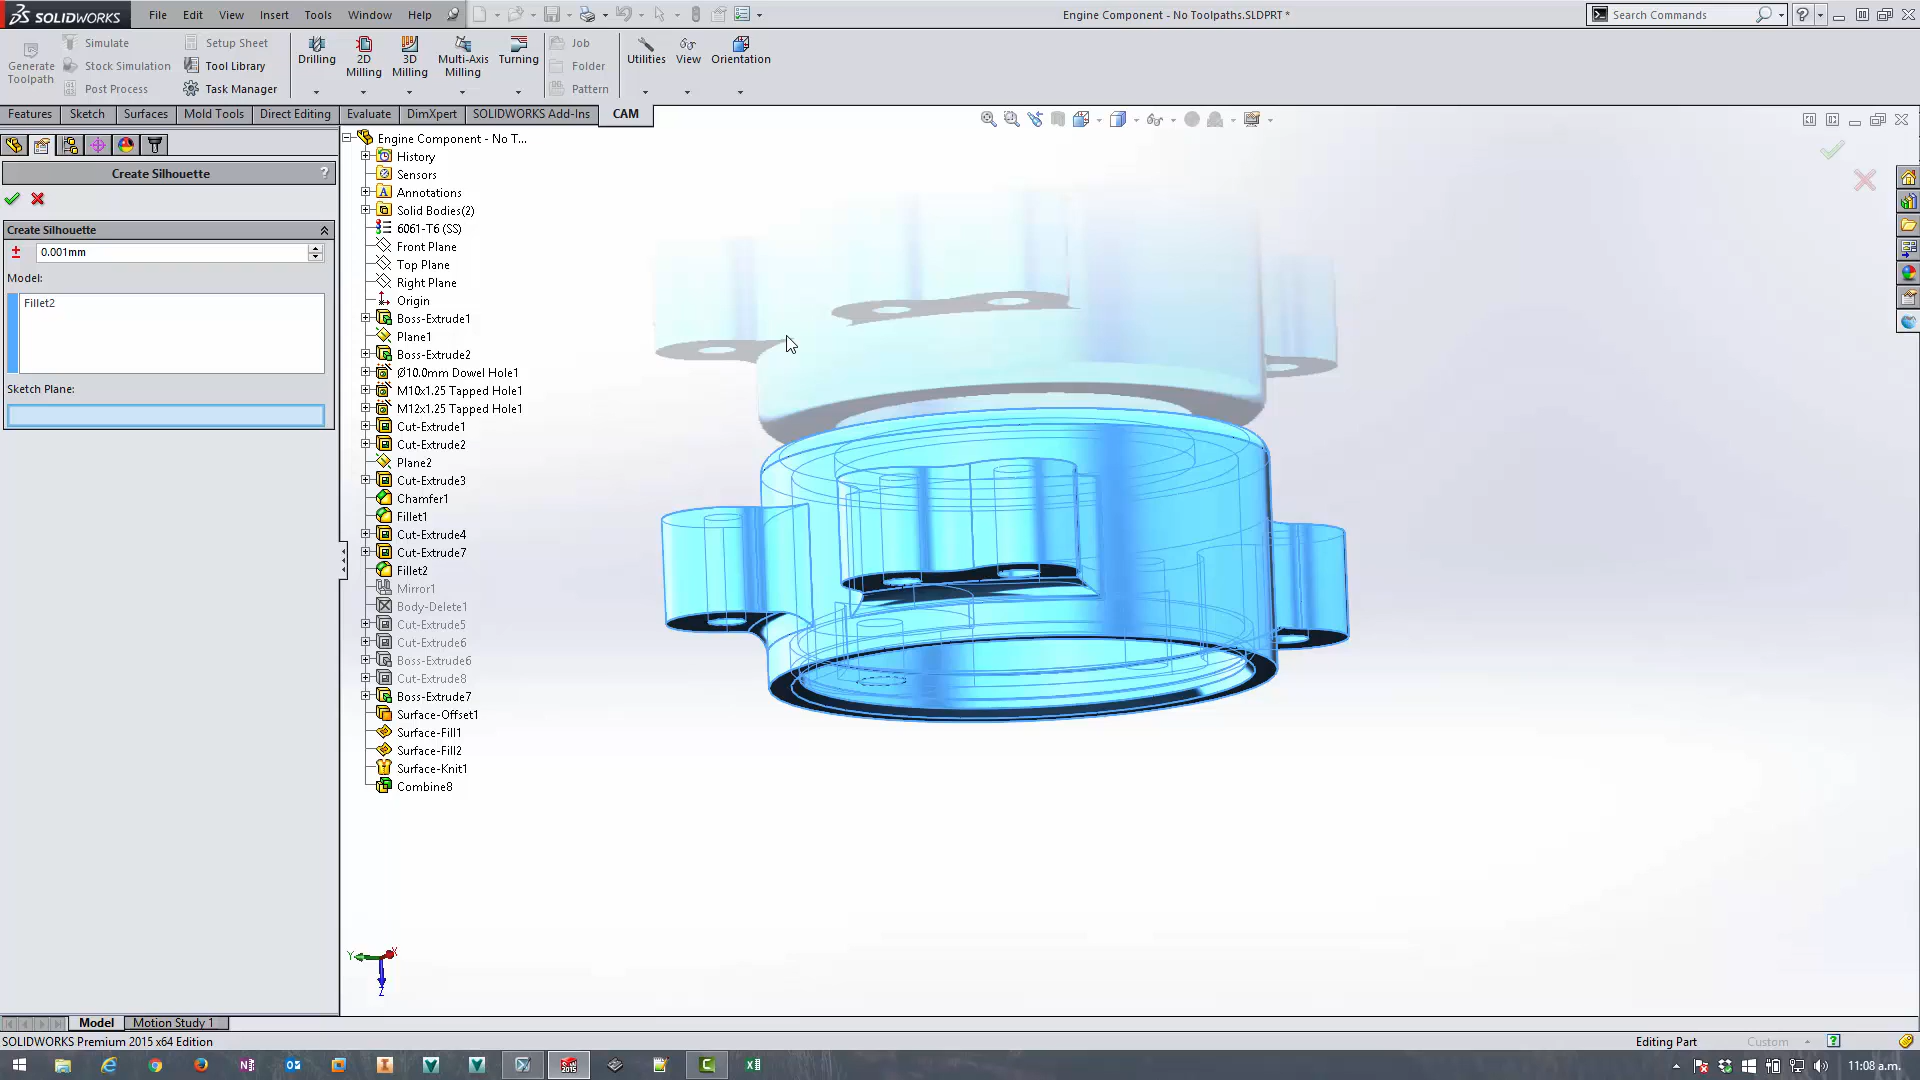 SOLIDWORKS File Edit View Insert Tools Window Help Engine Component - No Toolpaths.SLDPRT * Search Commands
Generate Toolpath
Simulate
Stock Simulation
Post Process
Setup Sheet
Tool Library
Task Manager
Drilling
2D Milling
3D Milling
Multi-Axis Milling
Turning
Job
Folder
Pattern
Utilities
View
Orientation
Features Sketch Surfaces Mold Tools Direct Editing Evaluate DimXpert SOLIDWORKS Add-Ins CAM
Create Silhouette ?
Create Silhouette
0.001mm
Model:
Fillet2
Sketch Plane:
Engine Component - No T...
History
Sensors
Annotations
Solid Bodies(2)
6061-T6 (SS)
Front Plane
Top Plane
Right Plane
Origin
Boss-Extrude1
Plane1
Boss-Extrude2
Ø10.0mm Dowel Hole1
M10x1.25 Tapped Hole1
M12x1.25 Tapped Hole1
Cut-Extrude1
Cut-Extrude2
Plane2
Cut-Extrude3
Chamfer1
Fillet1
Cut-Extrude4
Cut-Extrude7
Fillet2
Mirror1
Body-Delete1
Cut-Extrude5
Cut-Extrude6
Boss-Extrude6
Cut-Extrude8
Boss-Extrude7
Surface-Offset1
Surface-Fill1
Surface-Fill2
Surface-Knit1
Combine8
Y X
Z
Model Motion Study 1
SOLIDWORKS Premium 2015 x64 Edition Editing Part Custom
11:08 a.m.